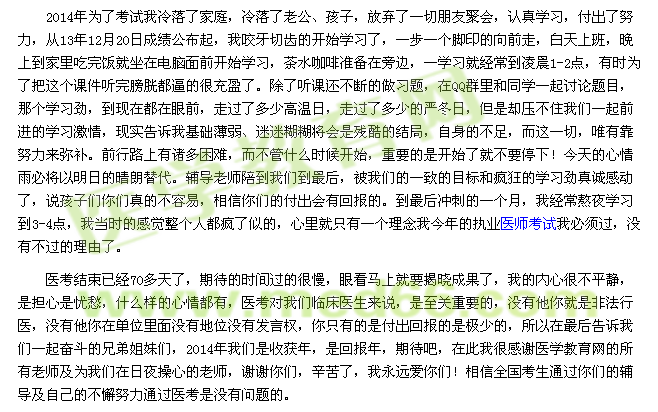 2014年为了考试我冷落了家庭，冷落了老公、孩子，放弃了一切朋友聚会，认真学习，付出了努
力，从13年12月20日成绩公布起，我咬牙切齿的开始学习了，一步一个脚印的向前走，白天上班，晚
上到家里吃完饭就坐在电脑面前开始学习，茶水咖啡准备在旁边，一学习就经常到凌晨1-2点，有时为
了把这个课件听完膀胱都逼的很充盈了。除了听课还不断的做习题，在QQ群里和同学一起讨论题目，
那个学习劲，到现在都在眼前，走过了多少高温日，走过了多少的严冬日，但是却压不住我们一起前
进的学习激情，现实告诉我基础薄弱、迷迷糊糊将会是残酷的结局，自身的不足，而这一切，唯有靠
努力来弥补。前行路上有诸多困难，而不管什么时候开始，重要的是开始了就不要停下！今天的心情
雨必将以明日的晴朗替代。辅导老师陪到我们到最后，被我们的一致的目标和疯狂的学习劲真诚感动
了，说孩子们你们真的不容易，相信你们的付出会有回报的。到最后冲刺的一个月，我经常熬夜学习
到3-4点，我当时的感觉整个人都疯了似的，心里就只有一个理念我今年的执业医师考试我必须过，没
有不过的理由了。
医考结束已经70多天了，期待的时间过的很慢，眼看马上就要揭晓成果了，我的内心很不平静，
是担心是忧愁，什么样的心情都有，医考对我们临床医生来说，是至关重要的，没有他你就是非法行
医，没有他你在单位里面没有地位没有发言权，你只有的是付出回报的是极少的，所以在最后告诉我
们一起奋斗的兄弟姐妹们，2014年我们是收获年，是回报年，期待吧，在此我很感谢医学教育网的所
有老师及为我们在日夜操心的老师，谢谢你们，辛苦了，我永远爱你们！相信全国考生通过你们的辅
导及自己的不懈努力通过医考是没有问题的。
医学教育网
www.med66.com